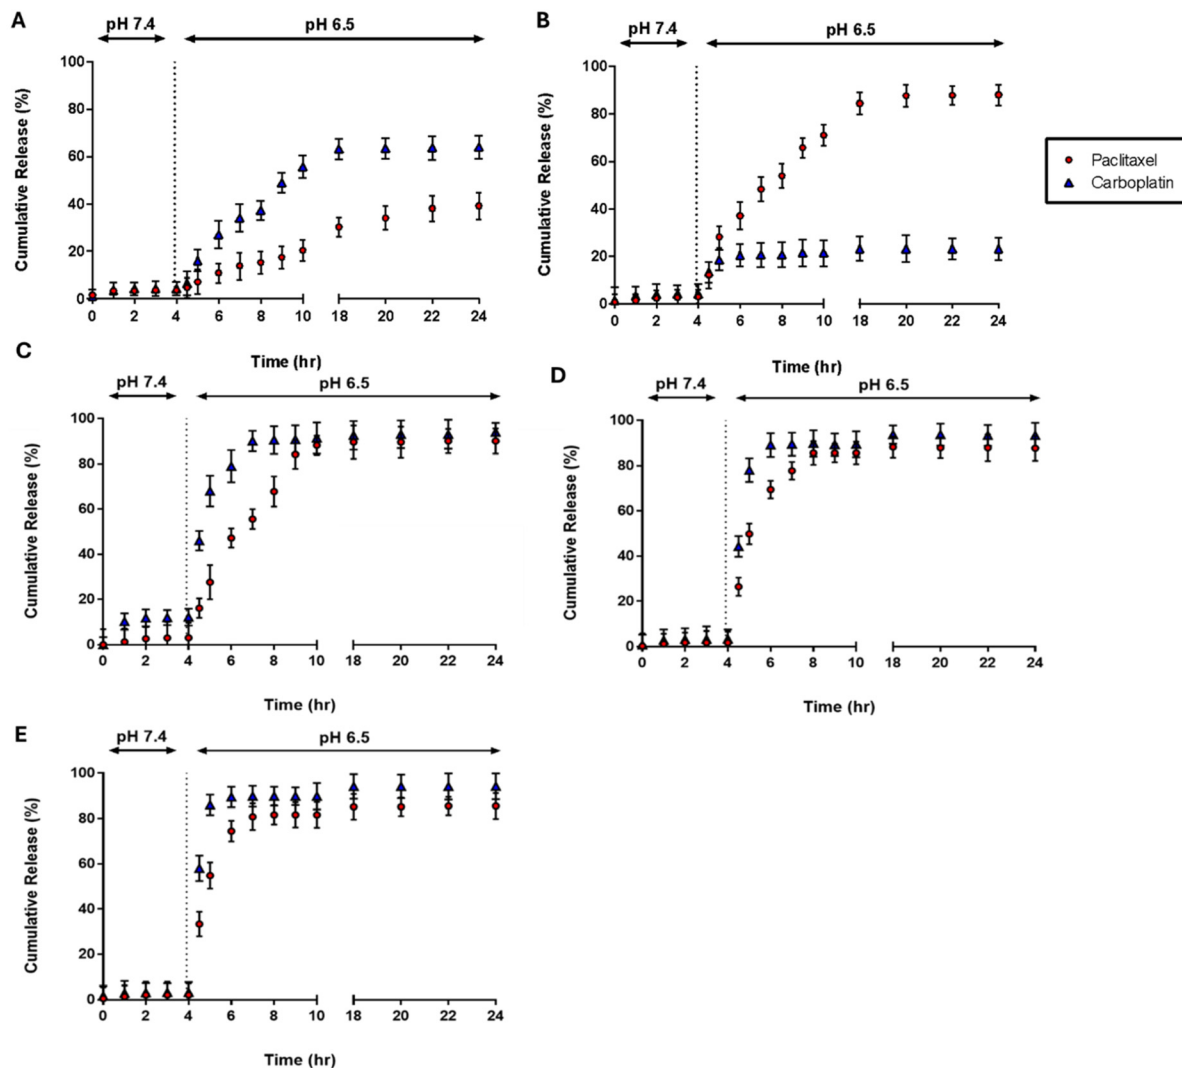 A
pH 7.4
pH 6.5
Cumulative Release (%)
100
80
60
40
20
0
0 2 4 6 8 10 18 20 22 24
Time (hr)
B
pH 7.4
pH 6.5
Cumulative Release (%)
100
80
60
40
20
0
0 2 4 6 8 10 18 20 22 24
Time (hr)
Paclitaxel
Carboplatin
C
pH 7.4
pH 6.5
Cumulative Release (%)
100
80
60
40
20
0
0 2 4 6 8 10 18 20 22 24
Time (hr)
D
pH 7.4
pH 6.5
Cumulative Release (%)
100
80
60
40
20
0
0 2 4 6 8 10 18 20 22 24
Time (hr)
E
pH 7.4
pH 6.5
Cumulative Release (%)
100
80
60
40
20
0
0 2 4 6 8 10 18 20 22 24
Time (hr)